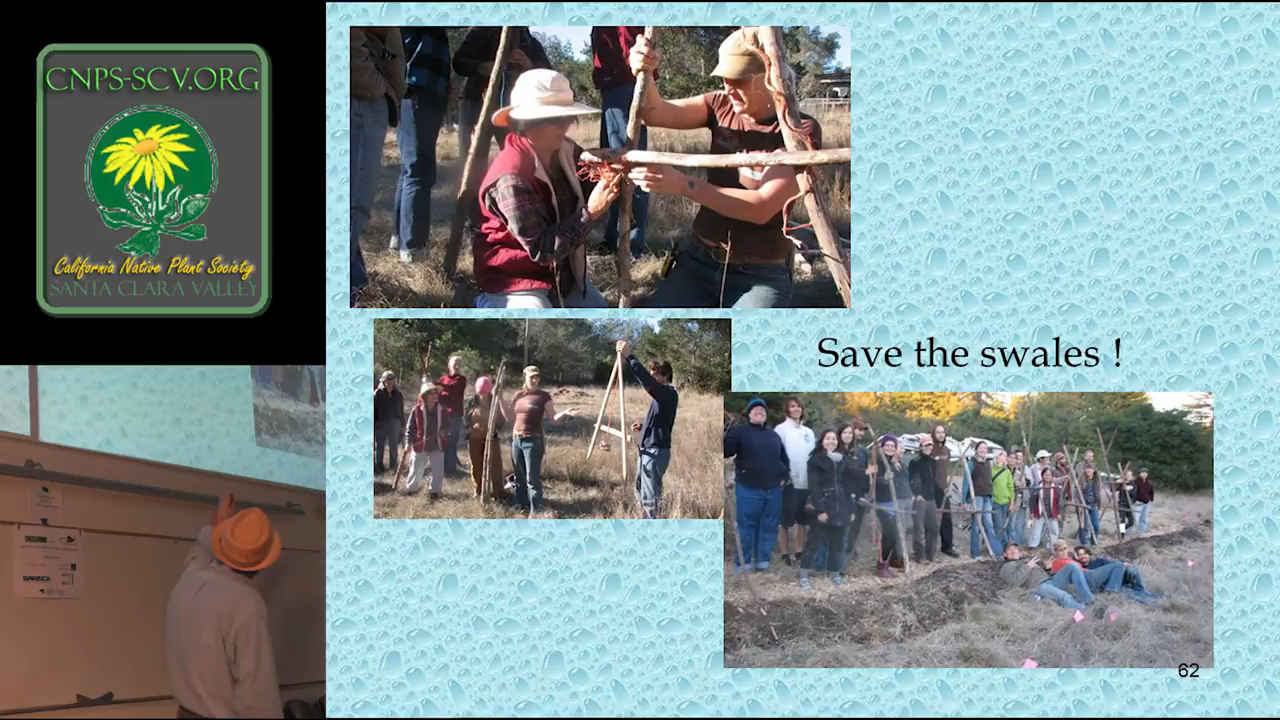 CNPS-SCV.ORG
California Native Plant Society
SANTA CLARA VALLEY
Save the swales !
62